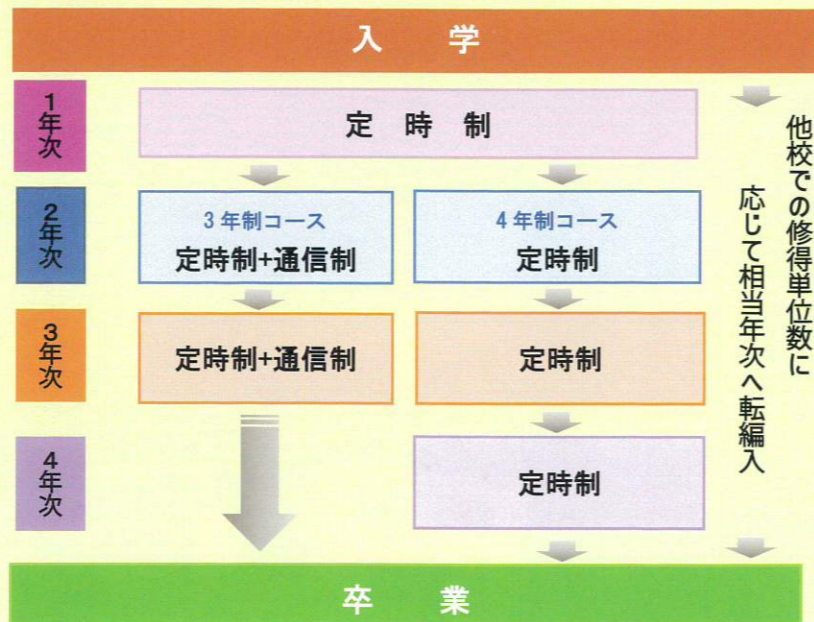 入学
1年次
定時制
2年次
3年制コース
定時制+通信制
4年制コース
定時制
3年次
定時制+通信制
定時制
4年次
定時制
他校での修得単位数に
応じて相当年次へ転編入
卒業